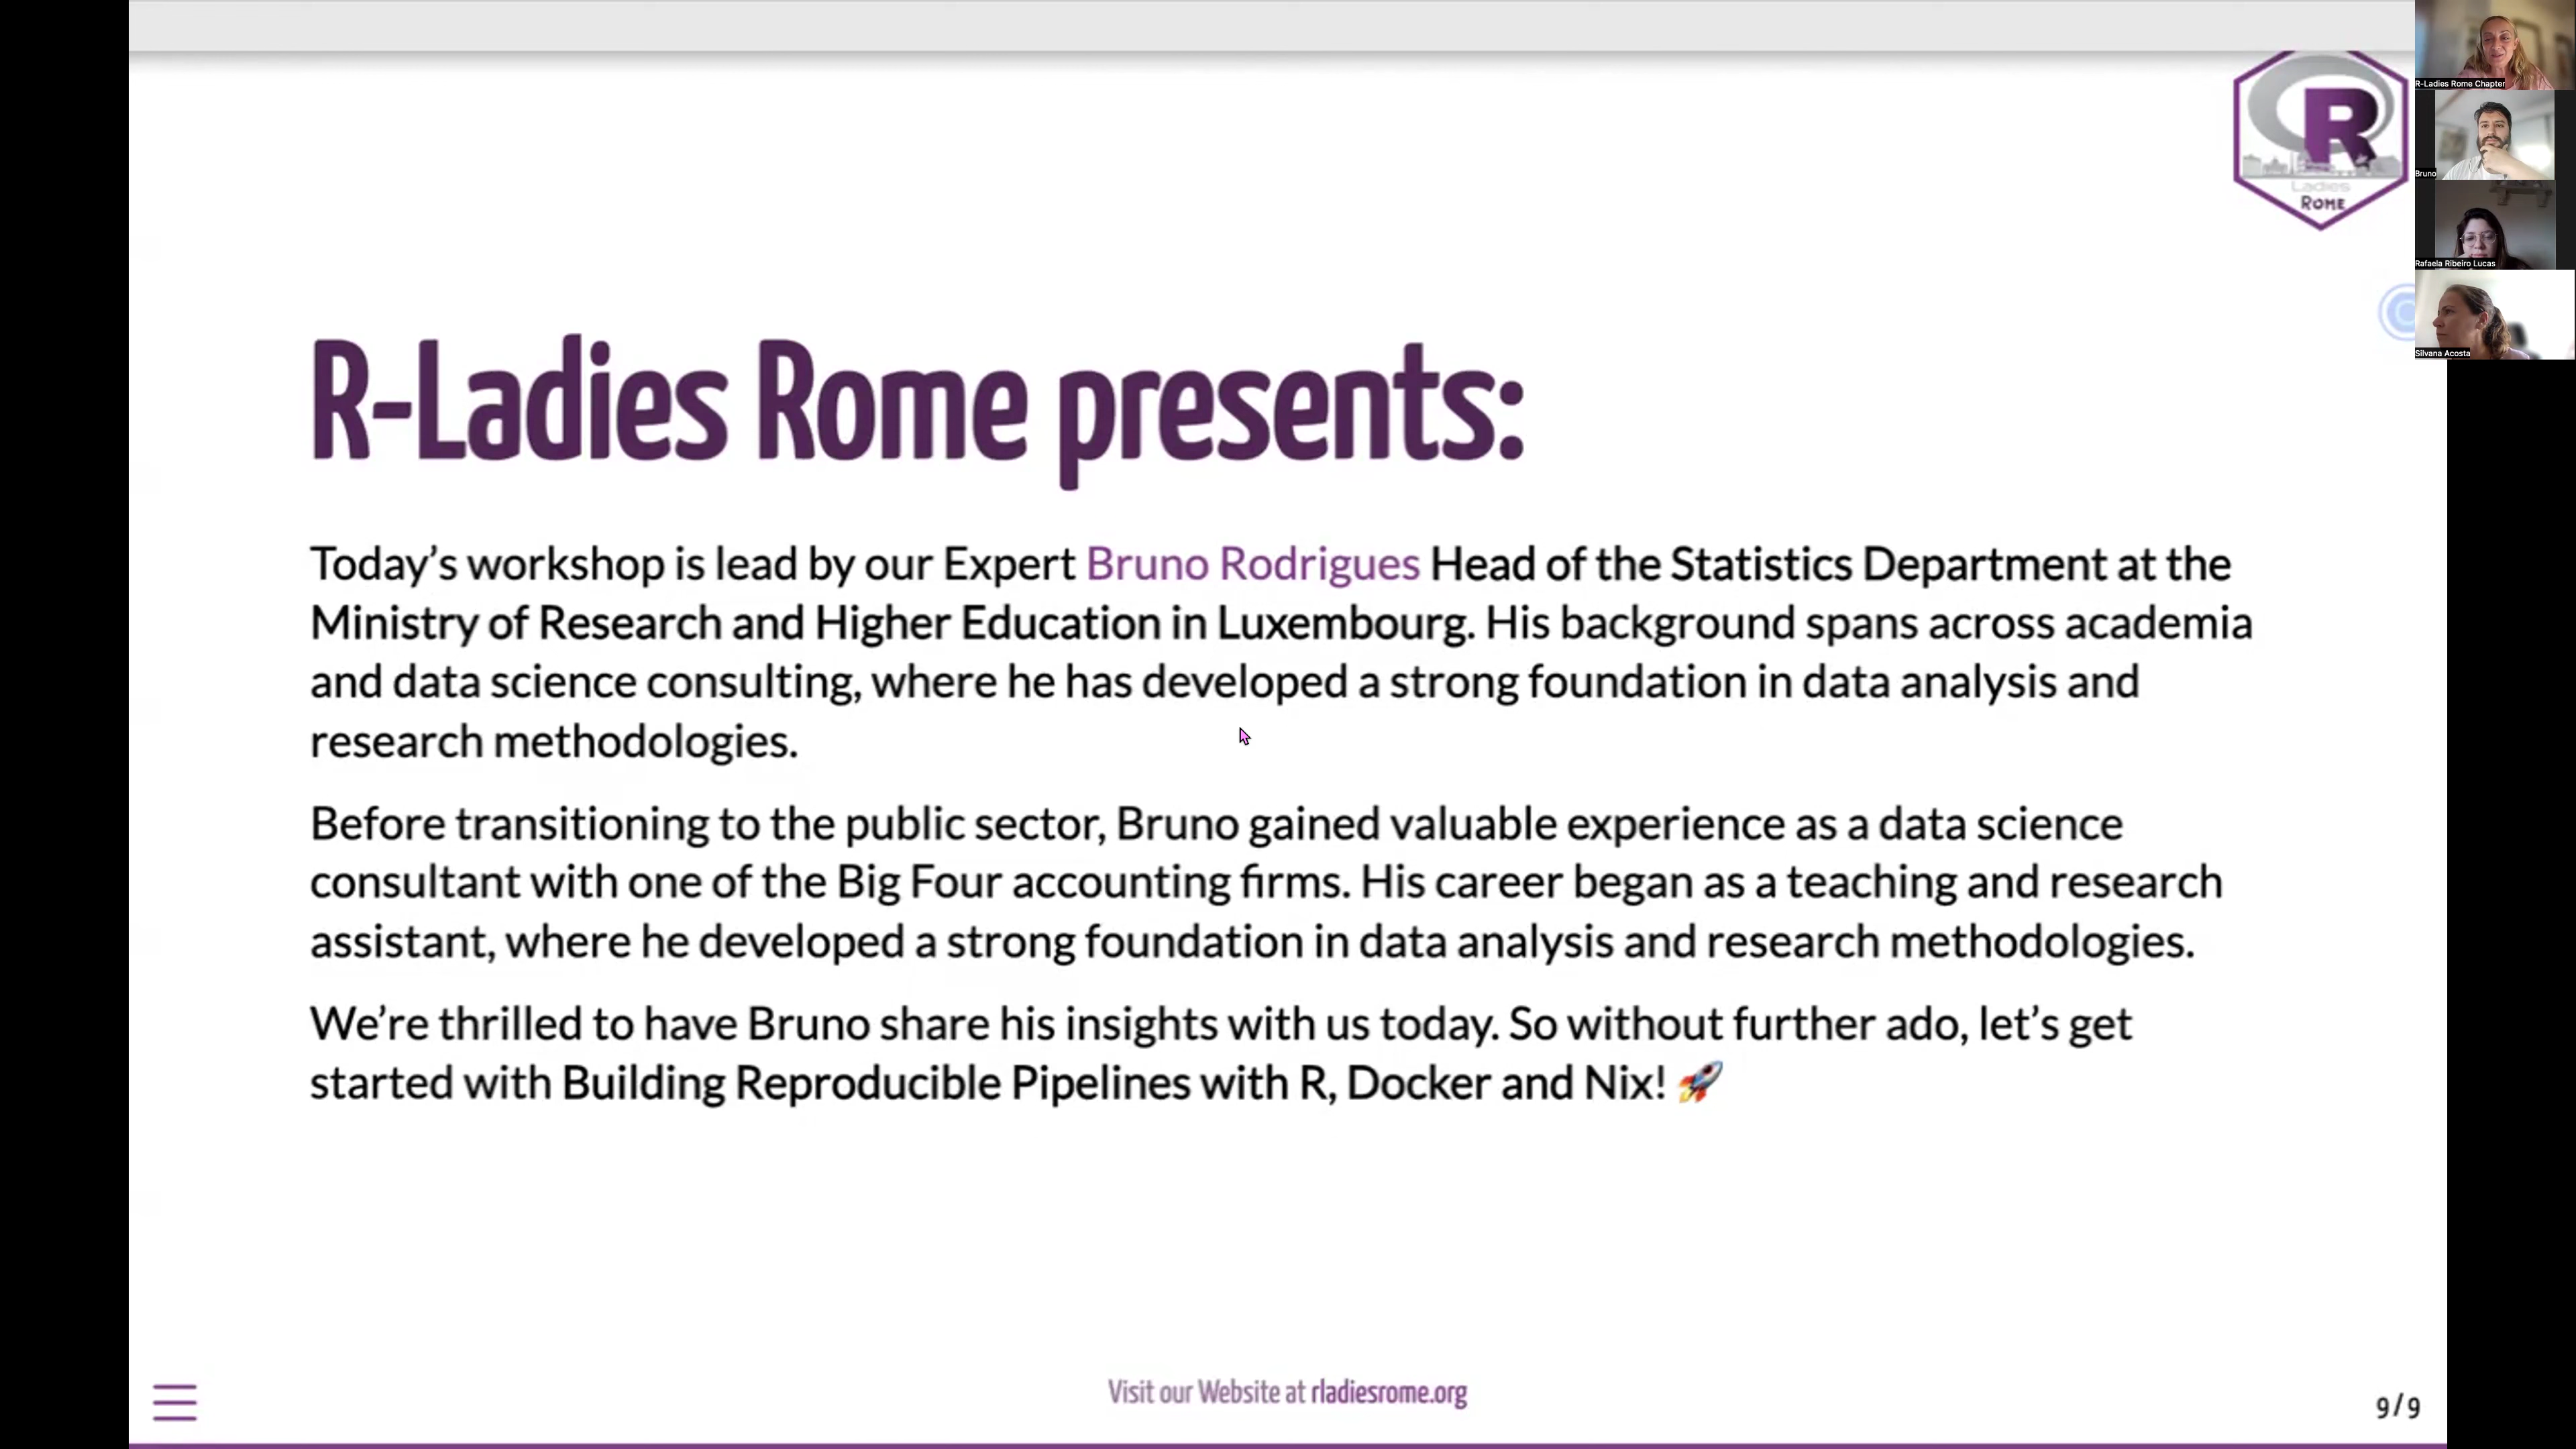 R
Ladies
ROME
R-Ladies Rome Chapter
Bruno
Rafaela Ribeiro Lucas
Silvana Acosta
R-Ladies Rome presents:
Today’s workshop is lead by our Expert Bruno Rodrigues Head of the Statistics Department at the
Ministry of Research and Higher Education in Luxembourg. His background spans across academia
and data science consulting, where he has developed a strong foundation in data analysis and
research methodologies.
Before transitioning to the public sector, Bruno gained valuable experience as a data science
consultant with one of the Big Four accounting firms. His career began as a teaching and research
assistant, where he developed a strong foundation in data analysis and research methodologies.
We’re thrilled to have Bruno share his insights with us today. So without further ado, let’s get
started with Building Reproducible Pipelines with R, Docker and Nix! 🚀
Visit our Website at rladiesrome.org
9/9